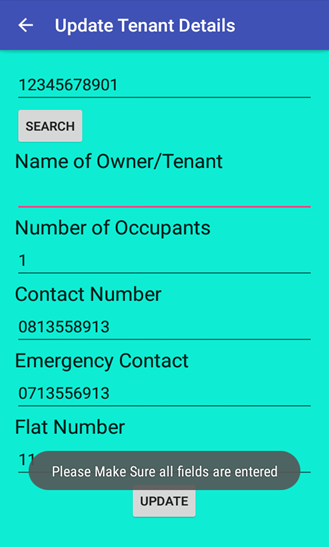 Update Tenant Details
12345678901
SEARCH
Name of Owner/Tenant
Number of Occupants
1
Contact Number
0813558913
Emergency Contact
0713556913
Flat Number
11
Please Make Sure all fields are entered
UPDATE